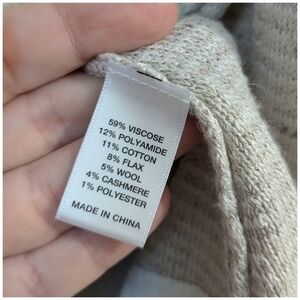 59% VISCOSE
12% POLYAMIDE
11% COTTON
8% FLAX
5% WOOL
4% CASHMERE
1% POLYESTER
MADE IN CHINA